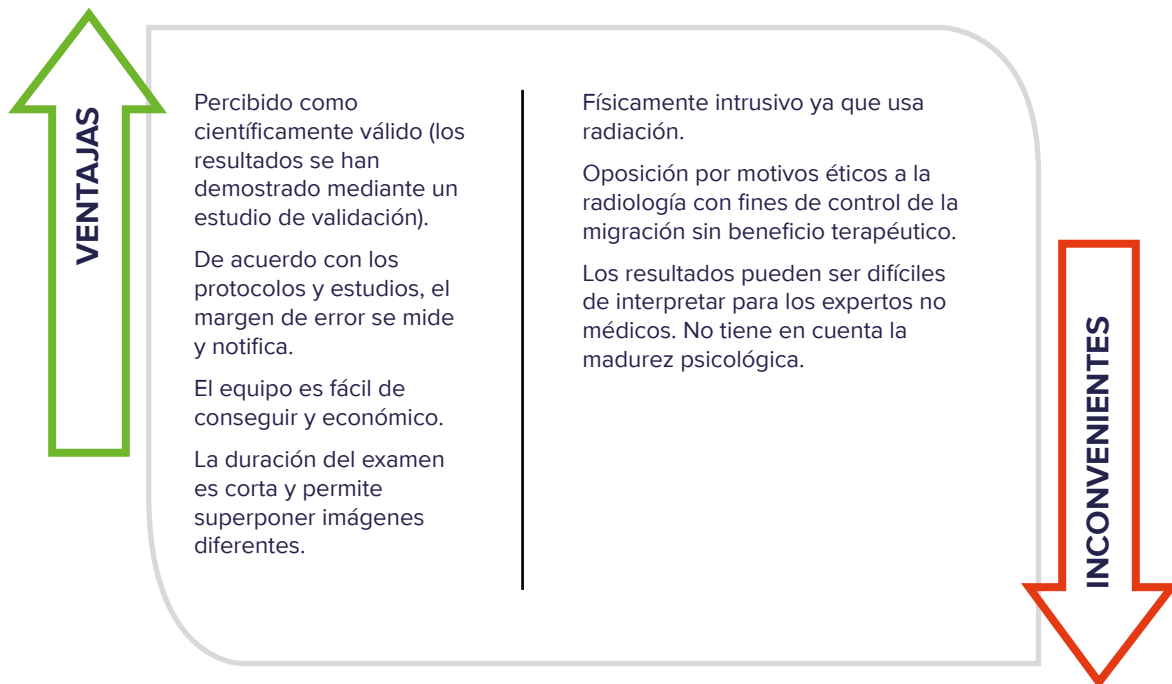 VENTAJAS
Percibido como
científicamente válido (los
resultados se han
demostrado mediante un
estudio de validación).
De acuerdo con los
protocolos y estudios, el
margen de error se mide
y notifica.
El equipo es fácil de
conseguir y económico.
La duración del examen
es corta y permite
superponer imágenes
diferentes.
Físicamente intrusivo ya que usa
radiación.
Oposición por motivos éticos a la
radiología con fines de control de la
migración sin beneficio terapéutico.
Los resultados pueden ser difíciles
de interpretar para los expertos no
médicos. No tiene en cuenta la
madurez psicológica.
INCONVENIENTES